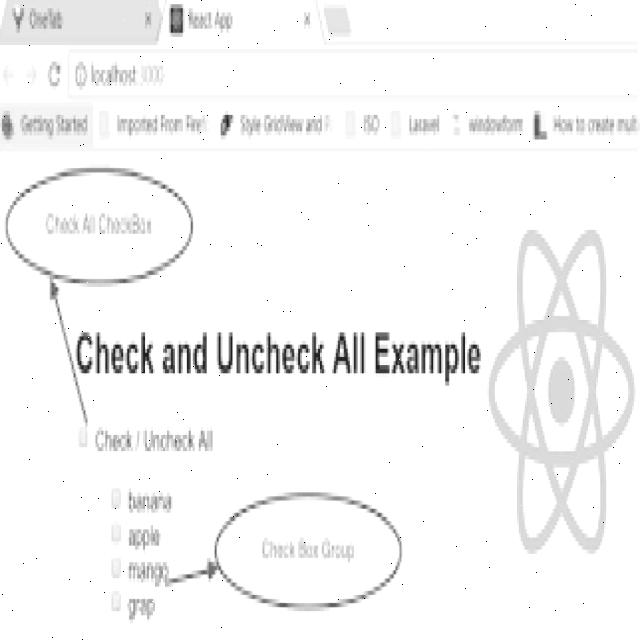 OneTab
React App
localhost:3000
Getting Started Imported From Firef Style GridView and P ISO Laravel windowform How to create mult
Check All CheckBox
Check and Uncheck All Example
Check / Uncheck All
banana
apple
mango
Check Box Group
grap